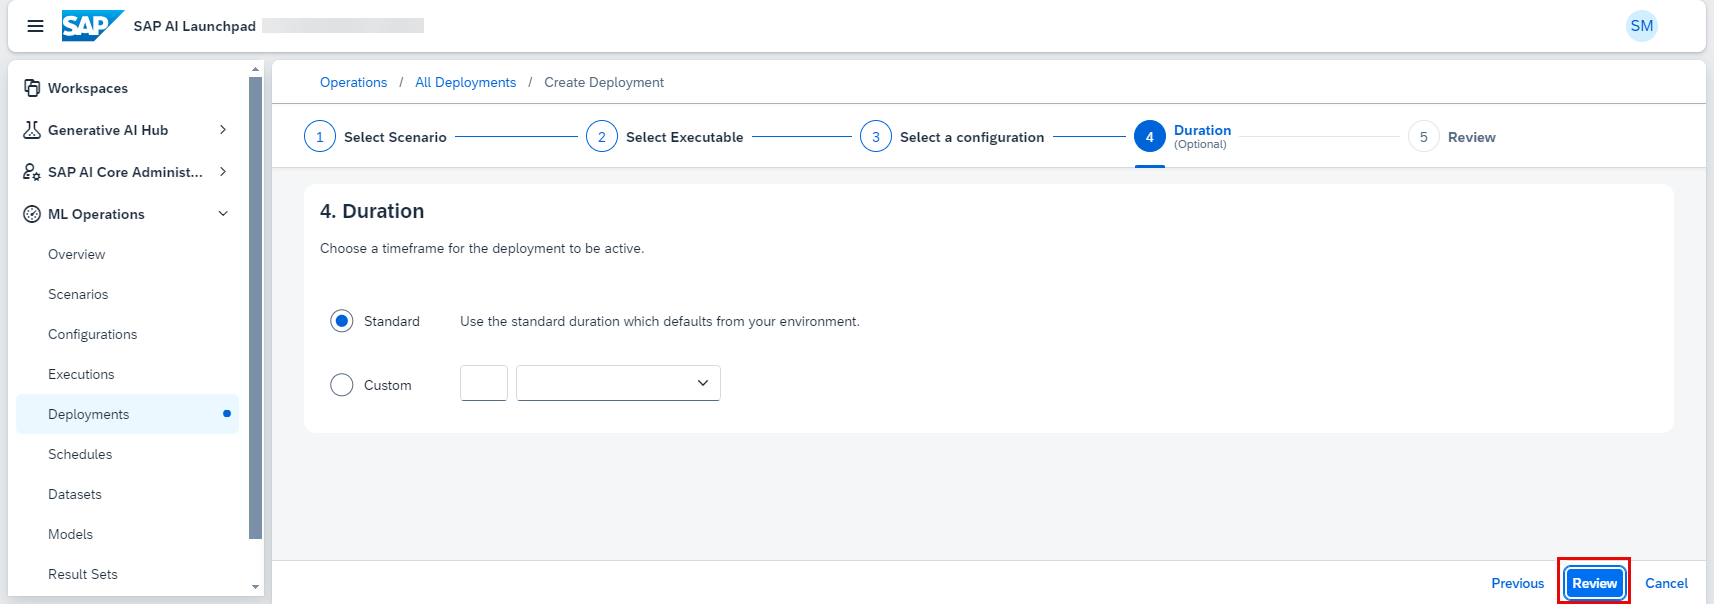 SAP SAP AI Launchpad SM
Workspaces
Generative AI Hub
SAP AI Core Administ...
ML Operations
Overview
Scenarios
Configurations
Executions
Deployments
Schedules
Datasets
Models
Result Sets
Operations / All Deployments / Create Deployment
1 Select Scenario 2 Select Executable 3 Select a configuration 4 Duration 5 Review
(Optional)
4. Duration
Choose a timeframe for the deployment to be active.
Standard Use the standard duration which defaults from your environment.
Custom
Previous Review Cancel